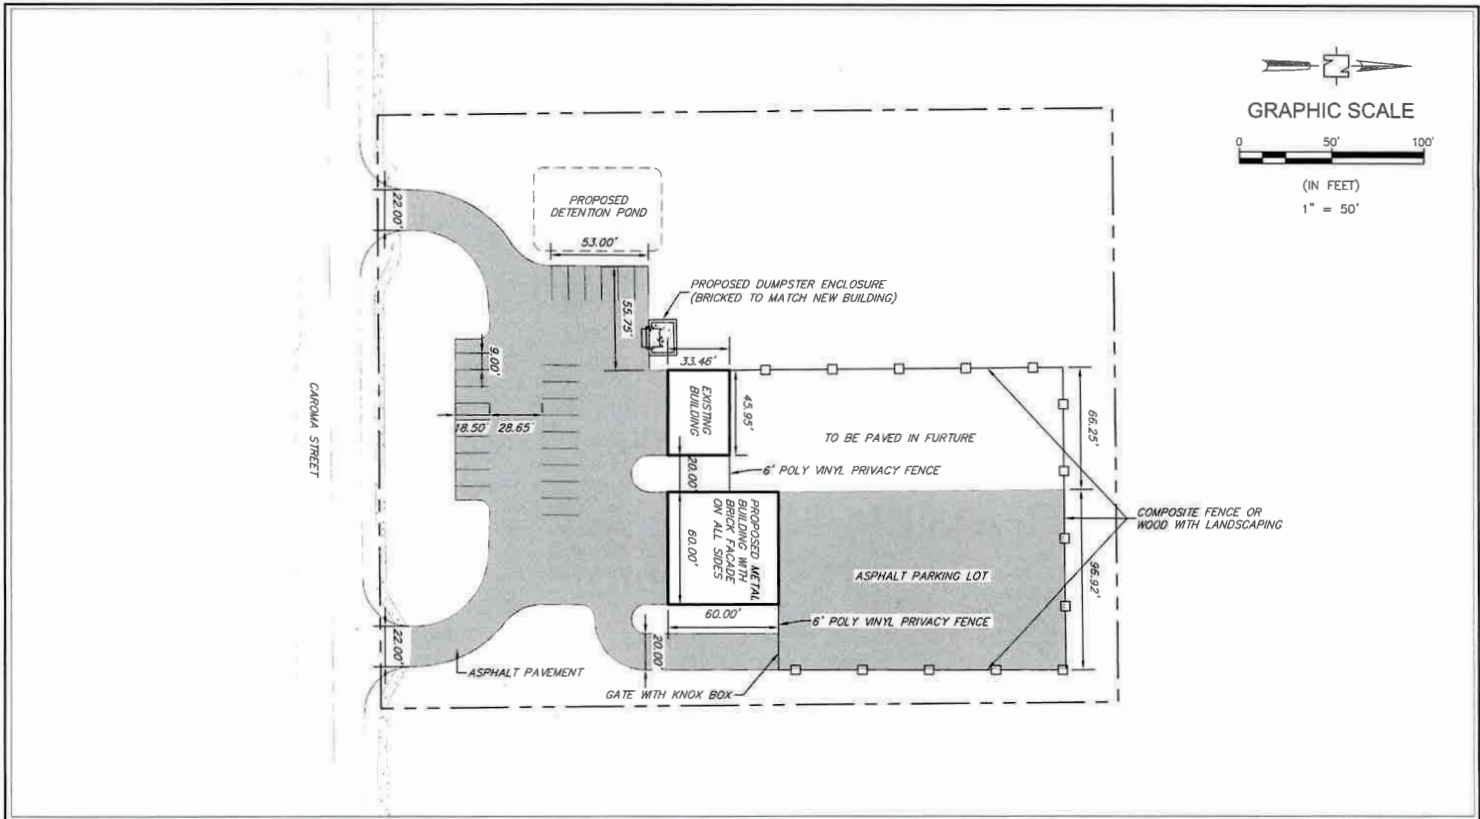 N
GRAPHIC SCALE
0 50' 100'
(IN FEET)
1" = 50'
22.00'
PROPOSED
DETENTION POND
53.00'
55.75'
PROPOSED DUMPSTER ENCLOSURE
(BRICKED TO MATCH NEW BUILDING)
33.46'
9.00'
EXISTING
BUILDING
45.95'
18.50' 28.65'
CAROMA STREET
TO BE PAVED IN FURTURE
66.25'
20.00'
6' POLY VINYL PRIVACY FENCE
PROPOSED METAL
BUILDING WITH
BRICK FACADE
ON ALL SIDES
60.00'
COMPOSITE FENCE OR
WOOD WITH LANDSCAPING
ASPHALT PARKING LOT
96.92'
60.00'
6' POLY VINYL PRIVACY FENCE
22.00'
20.00'
ASPHALT PAVEMENT
GATE WITH KNOX BOX